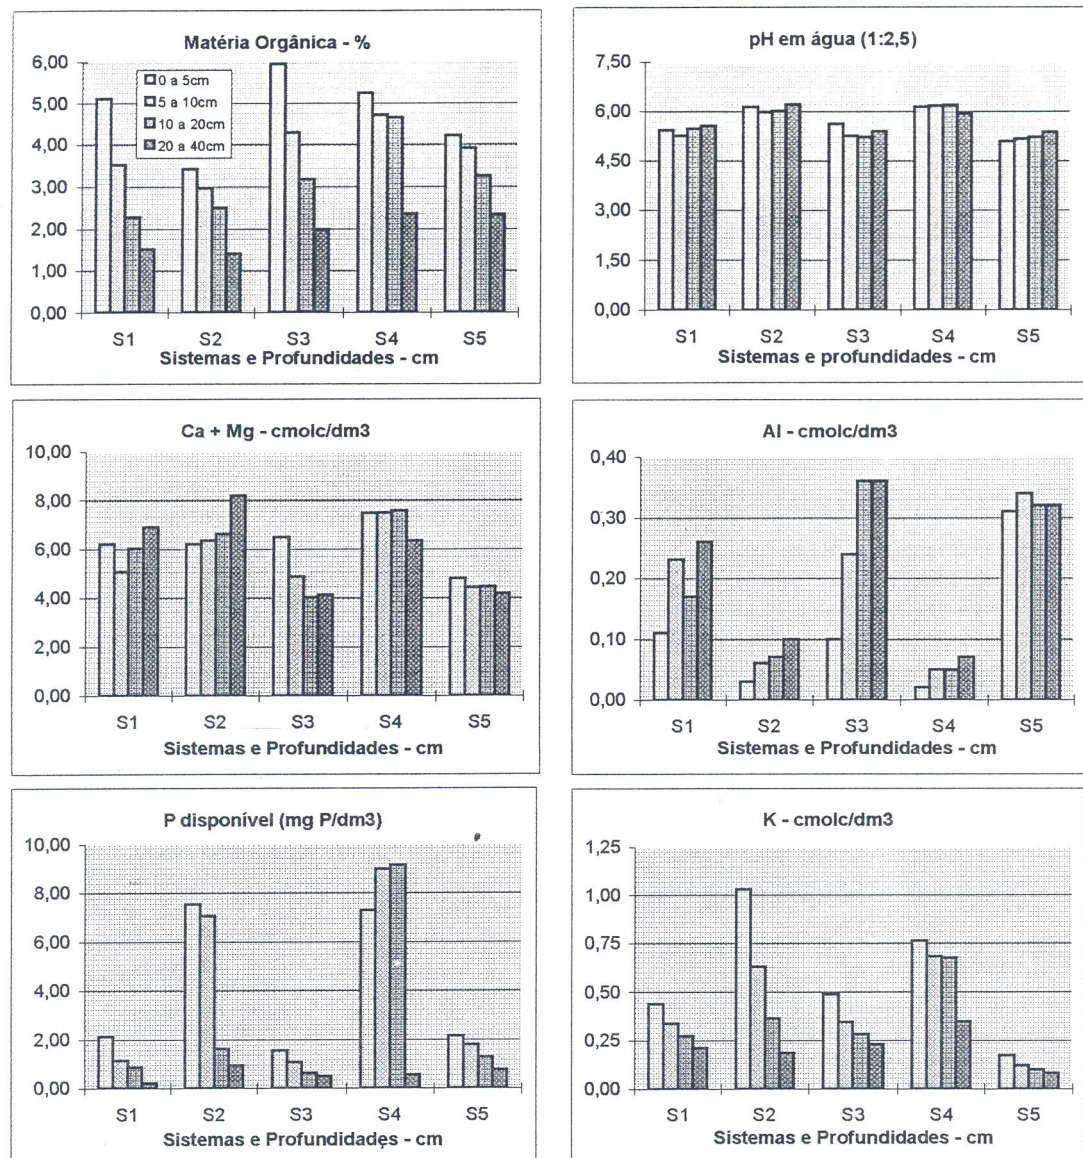 Matéria Orgânica - %
6,00
5,00
4,00
3,00
2,00
1,00
0,00
0 a 5cm
5 a 10cm
10 a 20cm
20 a 40cm
S1 S2 S3 S4 S5
Sistemas e Profundidades - cm
pH em água (1:2,5)
7,50
6,00
4,50
3,00
1,50
0,00
S1 S2 S3 S4 S5
Sistemas e profundidades - cm
Ca + Mg - cmolc/dm3
10,00
8,00
6,00
4,00
2,00
0,00
S1 S2 S3 S4 S5
Sistemas e Profundidades - cm
Al - cmolc/dm3
0,40
0,30
0,20
0,10
0,00
S1 S2 S3 S4 S5
Sistemas e Profundidades - cm
P disponível (mg P/dm3)
10,00
8,00
6,00
4,00
2,00
0,00
S1 S2 S3 S4 S5
Sistemas e Profundidades - cm
K - cmolc/dm3
1,25
1,00
0,75
0,50
0,25
0,00
S1 S2 S3 S4 S5
Sistemas e Profundidades - cm